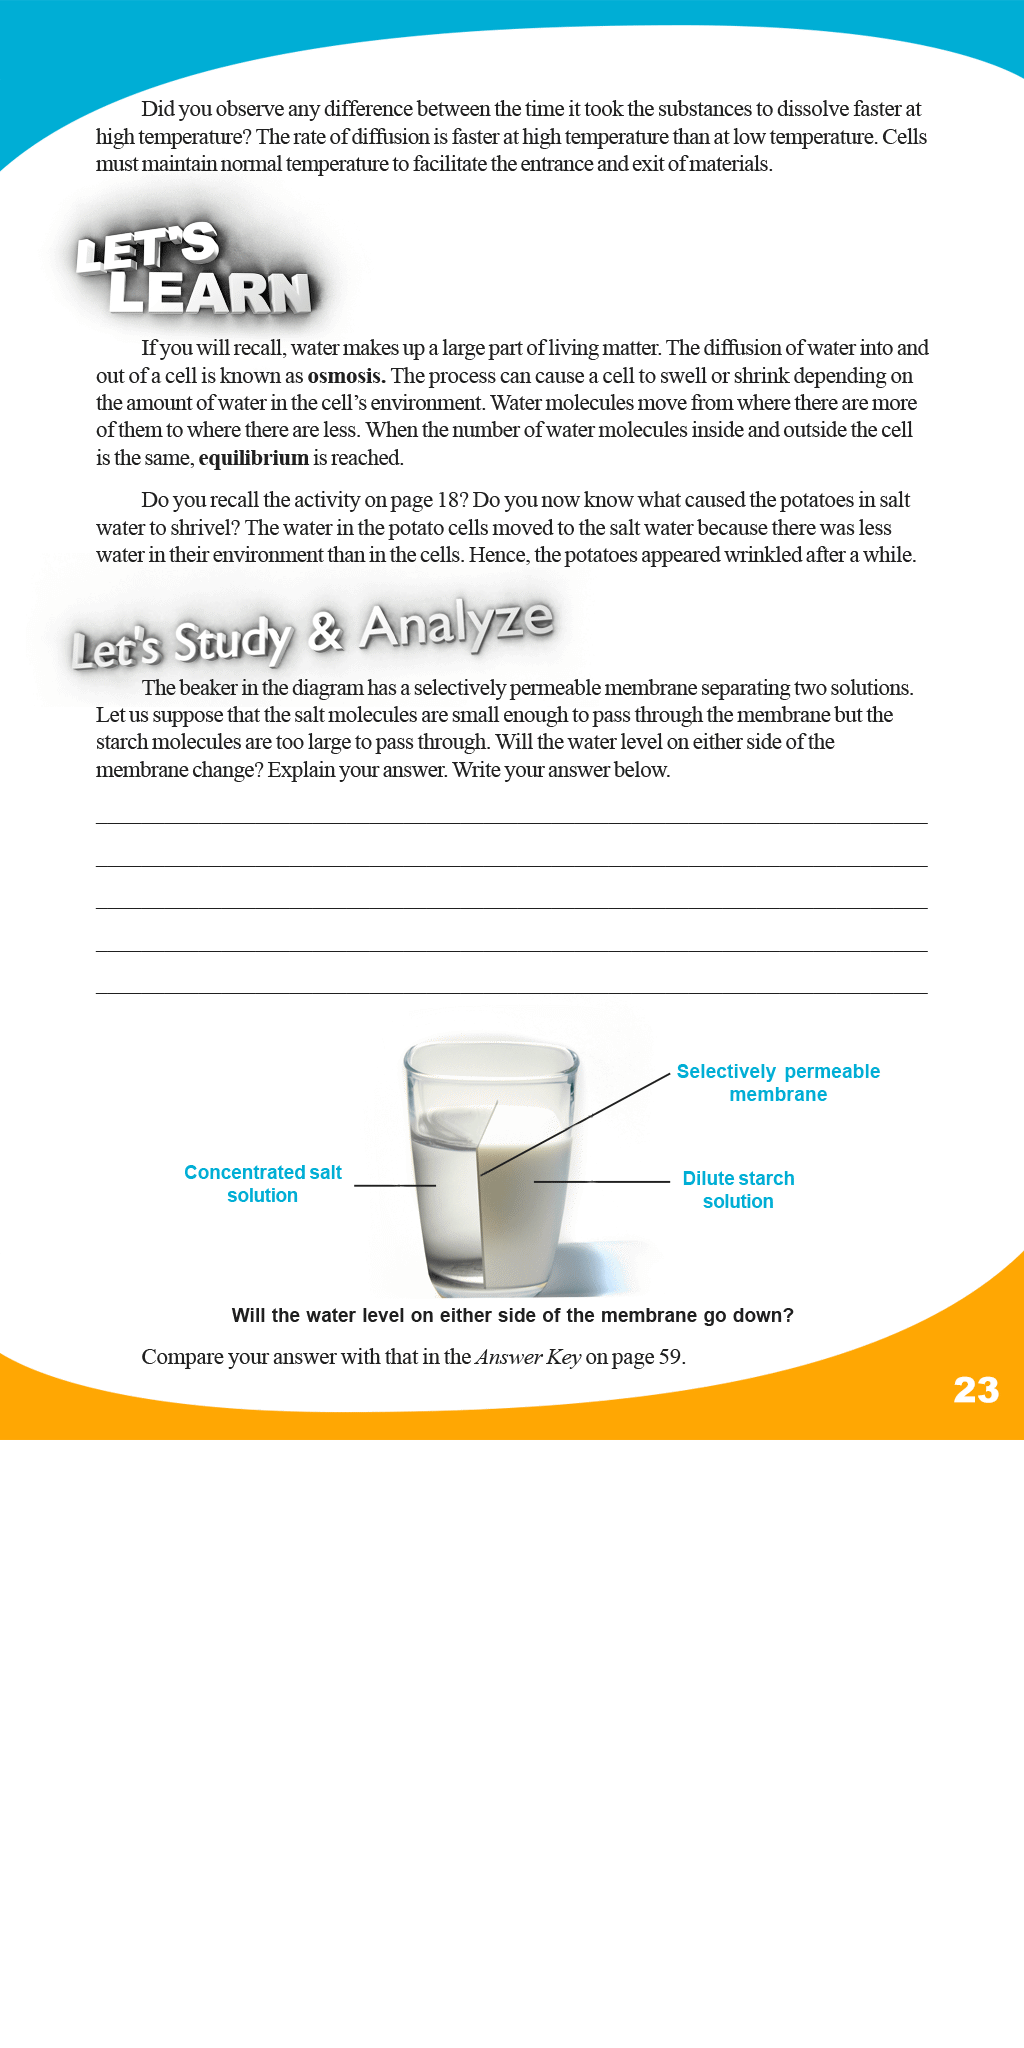 Did you observe any difference between the time it took the substances to dissolve faster at
high temperature? The rate of diffusion is faster at high temperature than at low temperature. Cells
must maintain normal temperature to facilitate the entrance and exit of materials.
LET'S
LEARN
If you will recall, water makes up a large part of living matter. The diffusion of water into and
out of a cell is known as osmosis. The process can cause a cell to swell or shrink depending on
the amount of water in the cell’s environment. Water molecules move from where there are more
of them to where there are less. When the number of water molecules inside and outside the cell
is the same, equilibrium is reached.
Do you recall the activity on page 18? Do you now know what caused the potatoes in salt
water to shrivel? The water in the potato cells moved to the salt water because there was less
water in their environment than in the cells. Hence, the potatoes appeared wrinkled after a while.
Let's Study & Analyze
The beaker in the diagram has a selectively permeable membrane separating two solutions.
Let us suppose that the salt molecules are small enough to pass through the membrane but the
starch molecules are too large to pass through. Will the water level on either side of the
membrane change? Explain your answer. Write your answer below.
Selectively permeable
membrane
Concentrated salt
solution
Dilute starch
solution
Will the water level on either side of the membrane go down?
Compare your answer with that in the Answer Key on page 59.
23